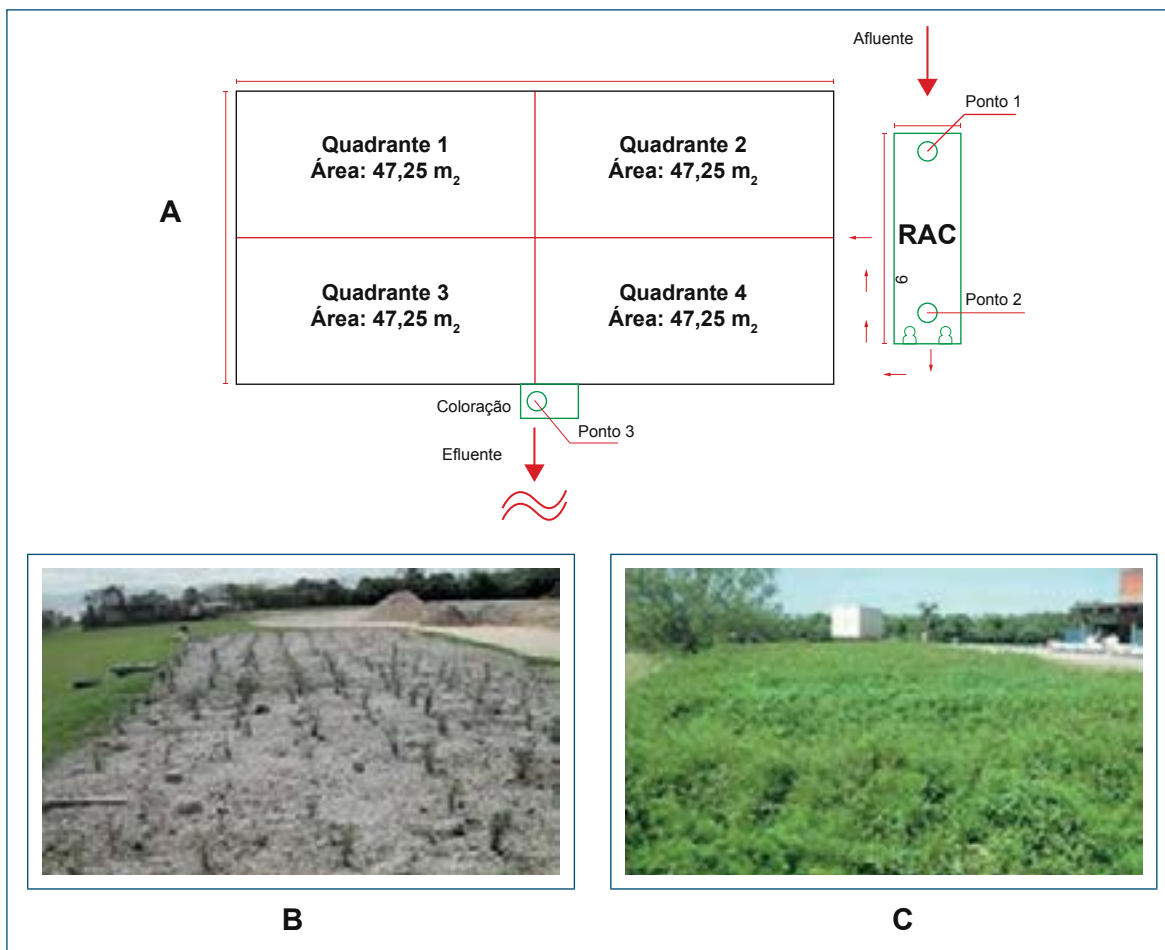 Afluente
Ponto 1
Quadrante 1
Área: 47,25 m₂
Quadrante 2
Área: 47,25 m₂
A
RAC
9
Quadrante 3
Área: 47,25 m₂
Quadrante 4
Área: 47,25 m₂
Ponto 2
Coloração
Ponto 3
Efluente
B
C